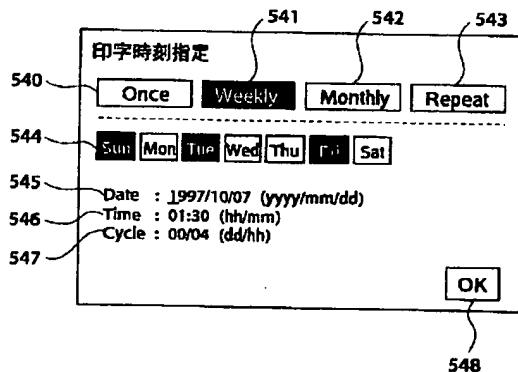 541
542
543
印字時刻指定
540
Once Weekly Monthly Repeat
544
Sun Mon Tue Wed Thu Fri Sat
545
Date : 1997/10/07 (yyyy/mm/dd)
546
Time : 01:30 (hh/mm)
547
Cycle : 00/04 (dd/hh)
OK
548